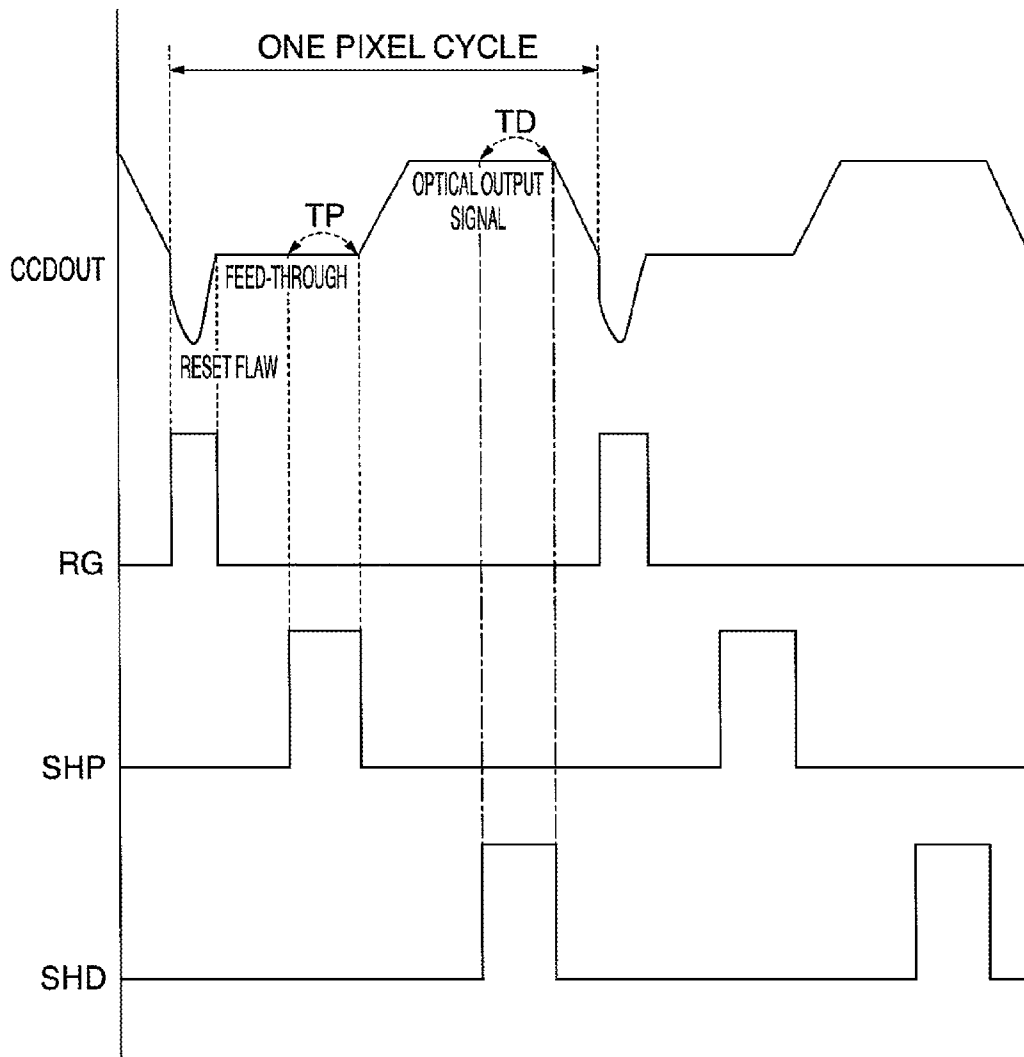 ONE PIXEL CYCLE
TD
OPTICAL OUTPUT
SIGNAL
TP
CCDOUT
FEED-THROUGH
RESET FLAW
RG
SHP
SHD